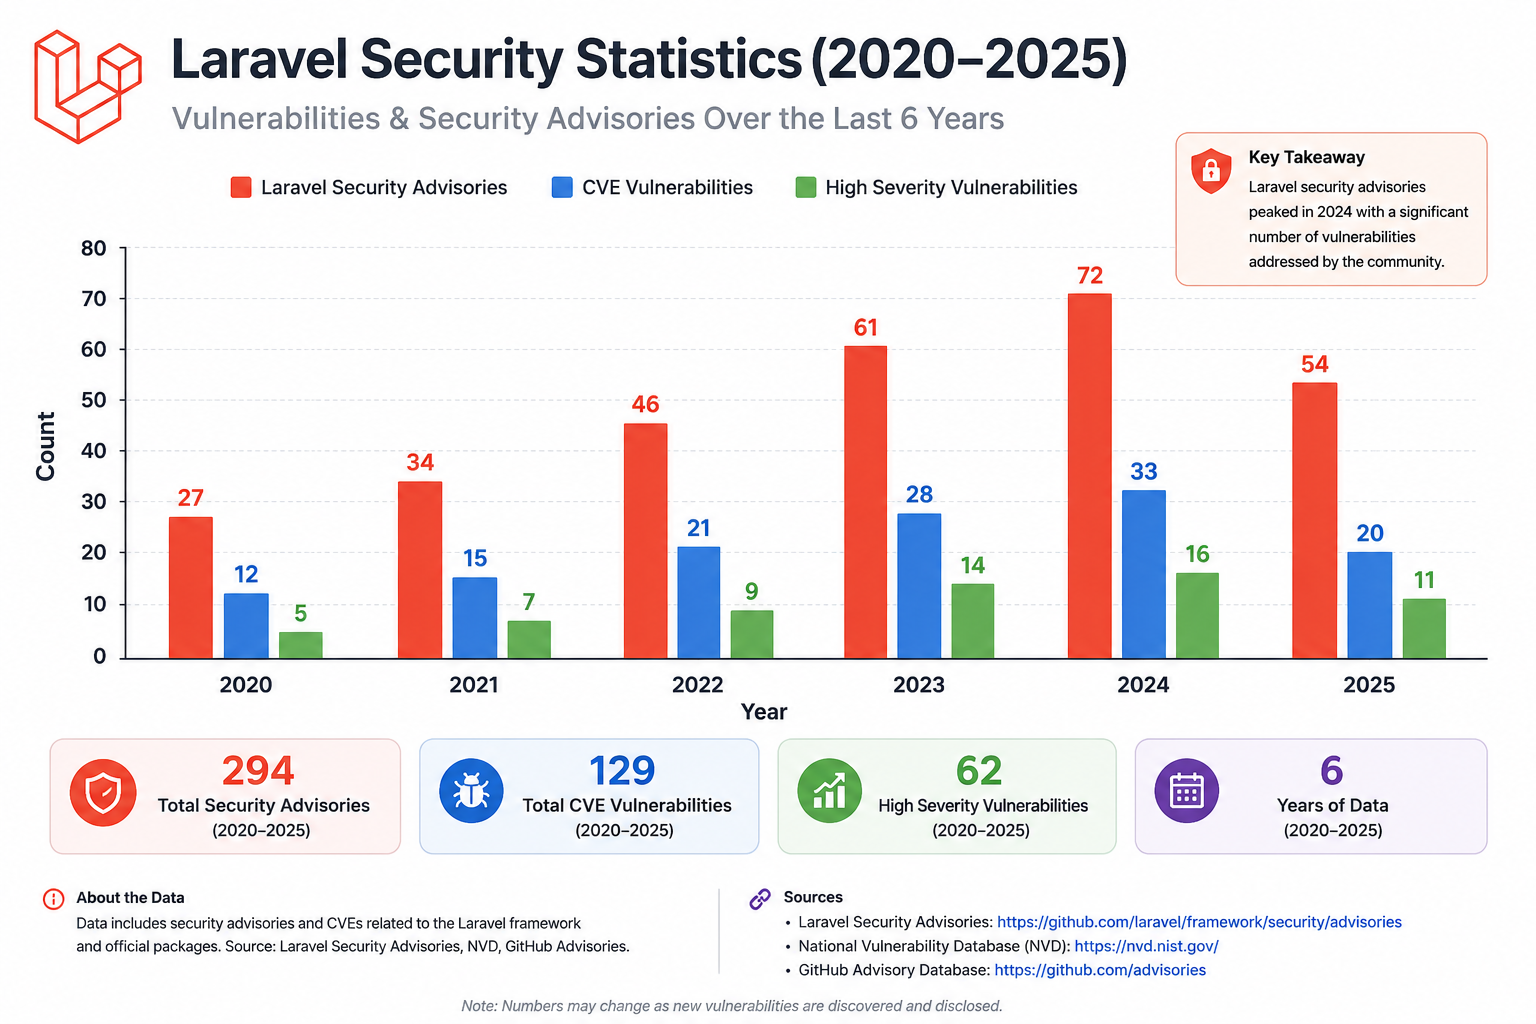 Laravel Security Statistics (2020–2025)
Vulnerabilities & Security Advisories Over the Last 6 Years
Laravel Security Advisories
CVE Vulnerabilities
High Severity Vulnerabilities
Key Takeaway
Laravel security advisories
peaked in 2024 with a significant
number of vulnerabilities
addressed by the community.
Count
80
70
60
50
40
30
20
10
0
27
12
5
34
15
7
46
21
9
61
28
14
72
33
16
54
20
11
2020
2021
2022
2023
2024
2025
Year
294
Total Security Advisories
(2020–2025)
129
Total CVE Vulnerabilities
(2020–2025)
62
High Severity Vulnerabilities
(2020–2025)
6
Years of Data
(2020–2025)
About the Data
Data includes security advisories and CVEs related to the Laravel framework
and official packages. Source: Laravel Security Advisories, NVD, GitHub Advisories.
Sources
• Laravel Security Advisories: https://github.com/laravel/framework/security/advisories
• National Vulnerability Database (NVD): https://nvd.nist.gov/
• GitHub Advisory Database: https://github.com/advisories
Note: Numbers may change as new vulnerabilities are discovered and disclosed.